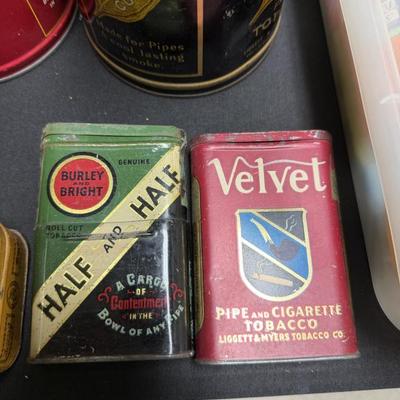 Made for Pipes
A cool lasting
smoke.
BURLEY
AND
BRIGHT
GENUINE
ROLL CUT
TOBACCO
HALF AND HALF
A CARGO
OF
Contentment
IN THE
BOWL OF ANY PIPE
Velvet
PIPE AND CIGARETTE
TOBACCO
LIGGETT & MYERS TOBACCO CO.